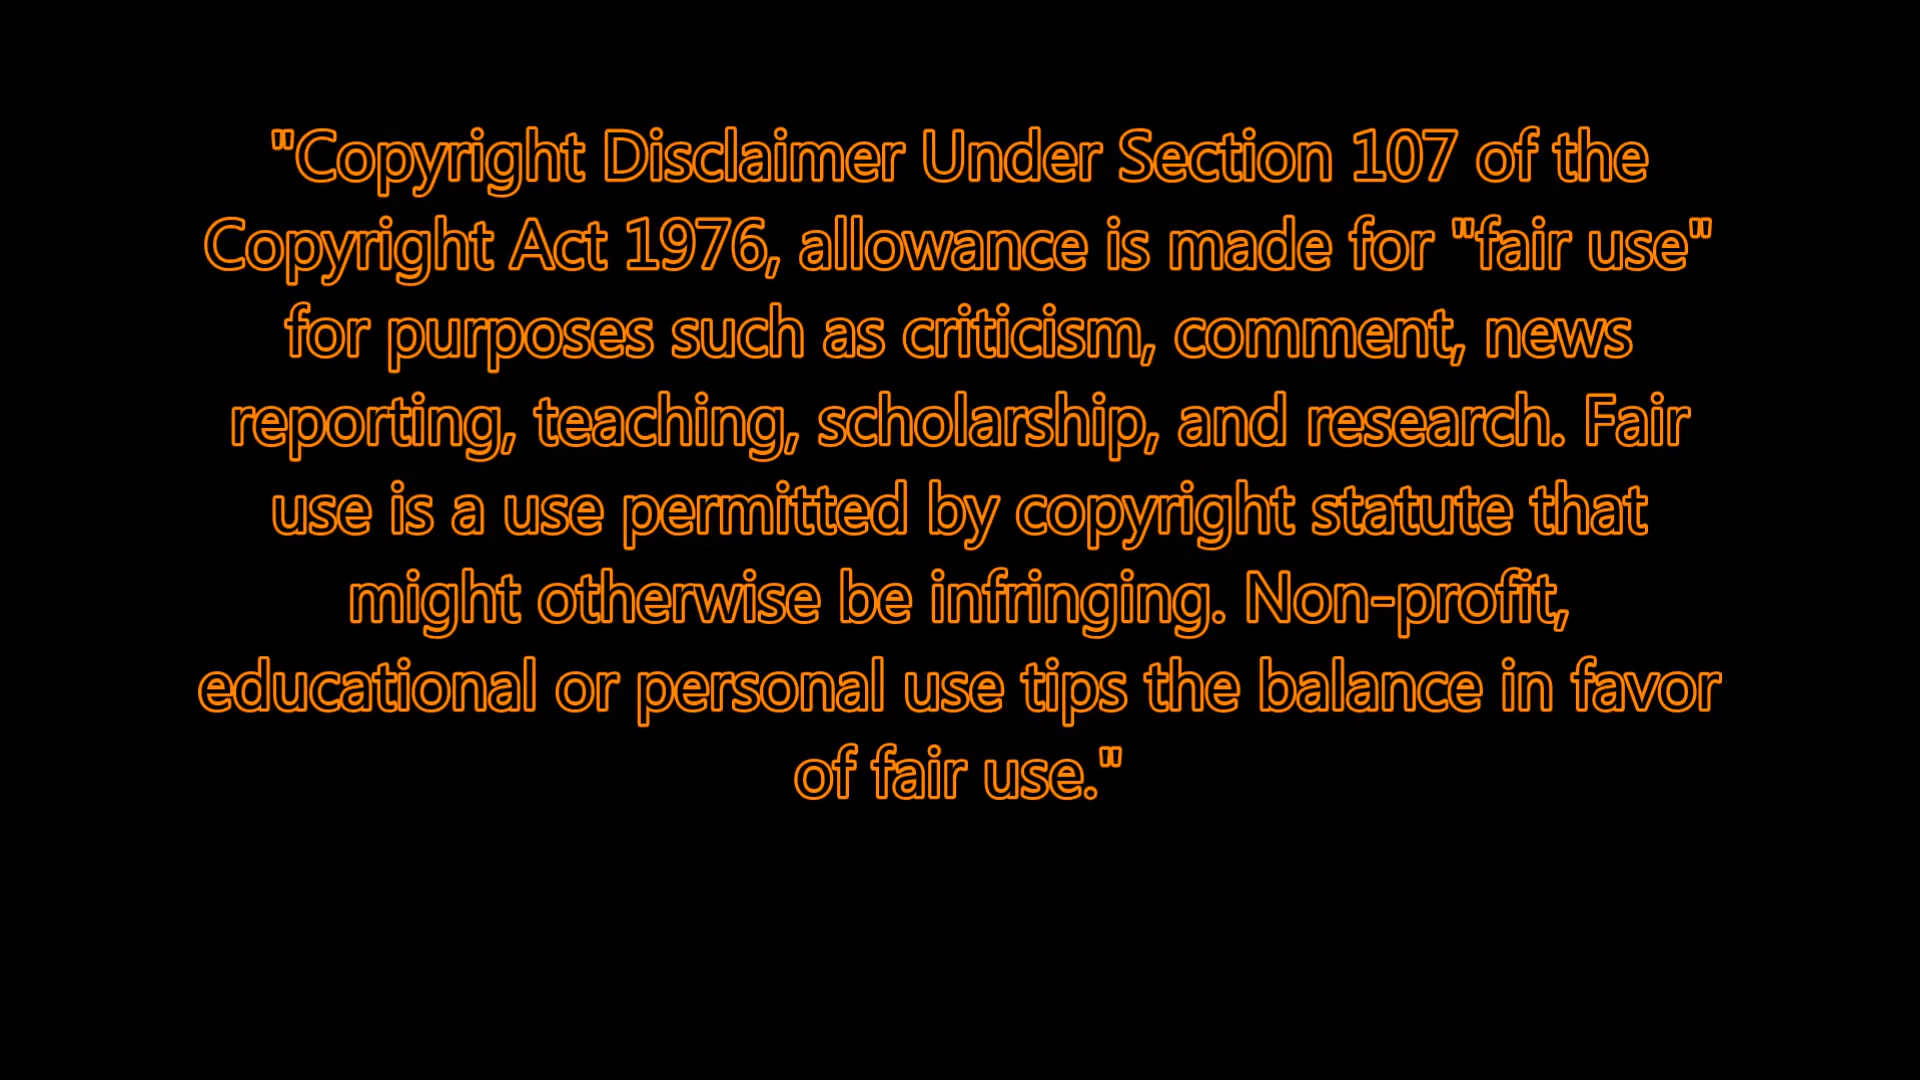 "Copyright Disclaimer Under Section 107 of the
Copyright Act 1976, allowance is made for "fair use"
for purposes such as criticism, comment, news
reporting, teaching, scholarship, and research. Fair
use is a use permitted by copyright statute that
might otherwise be infringing. Non-profit,
educational or personal use tips the balance in favor
of fair use."